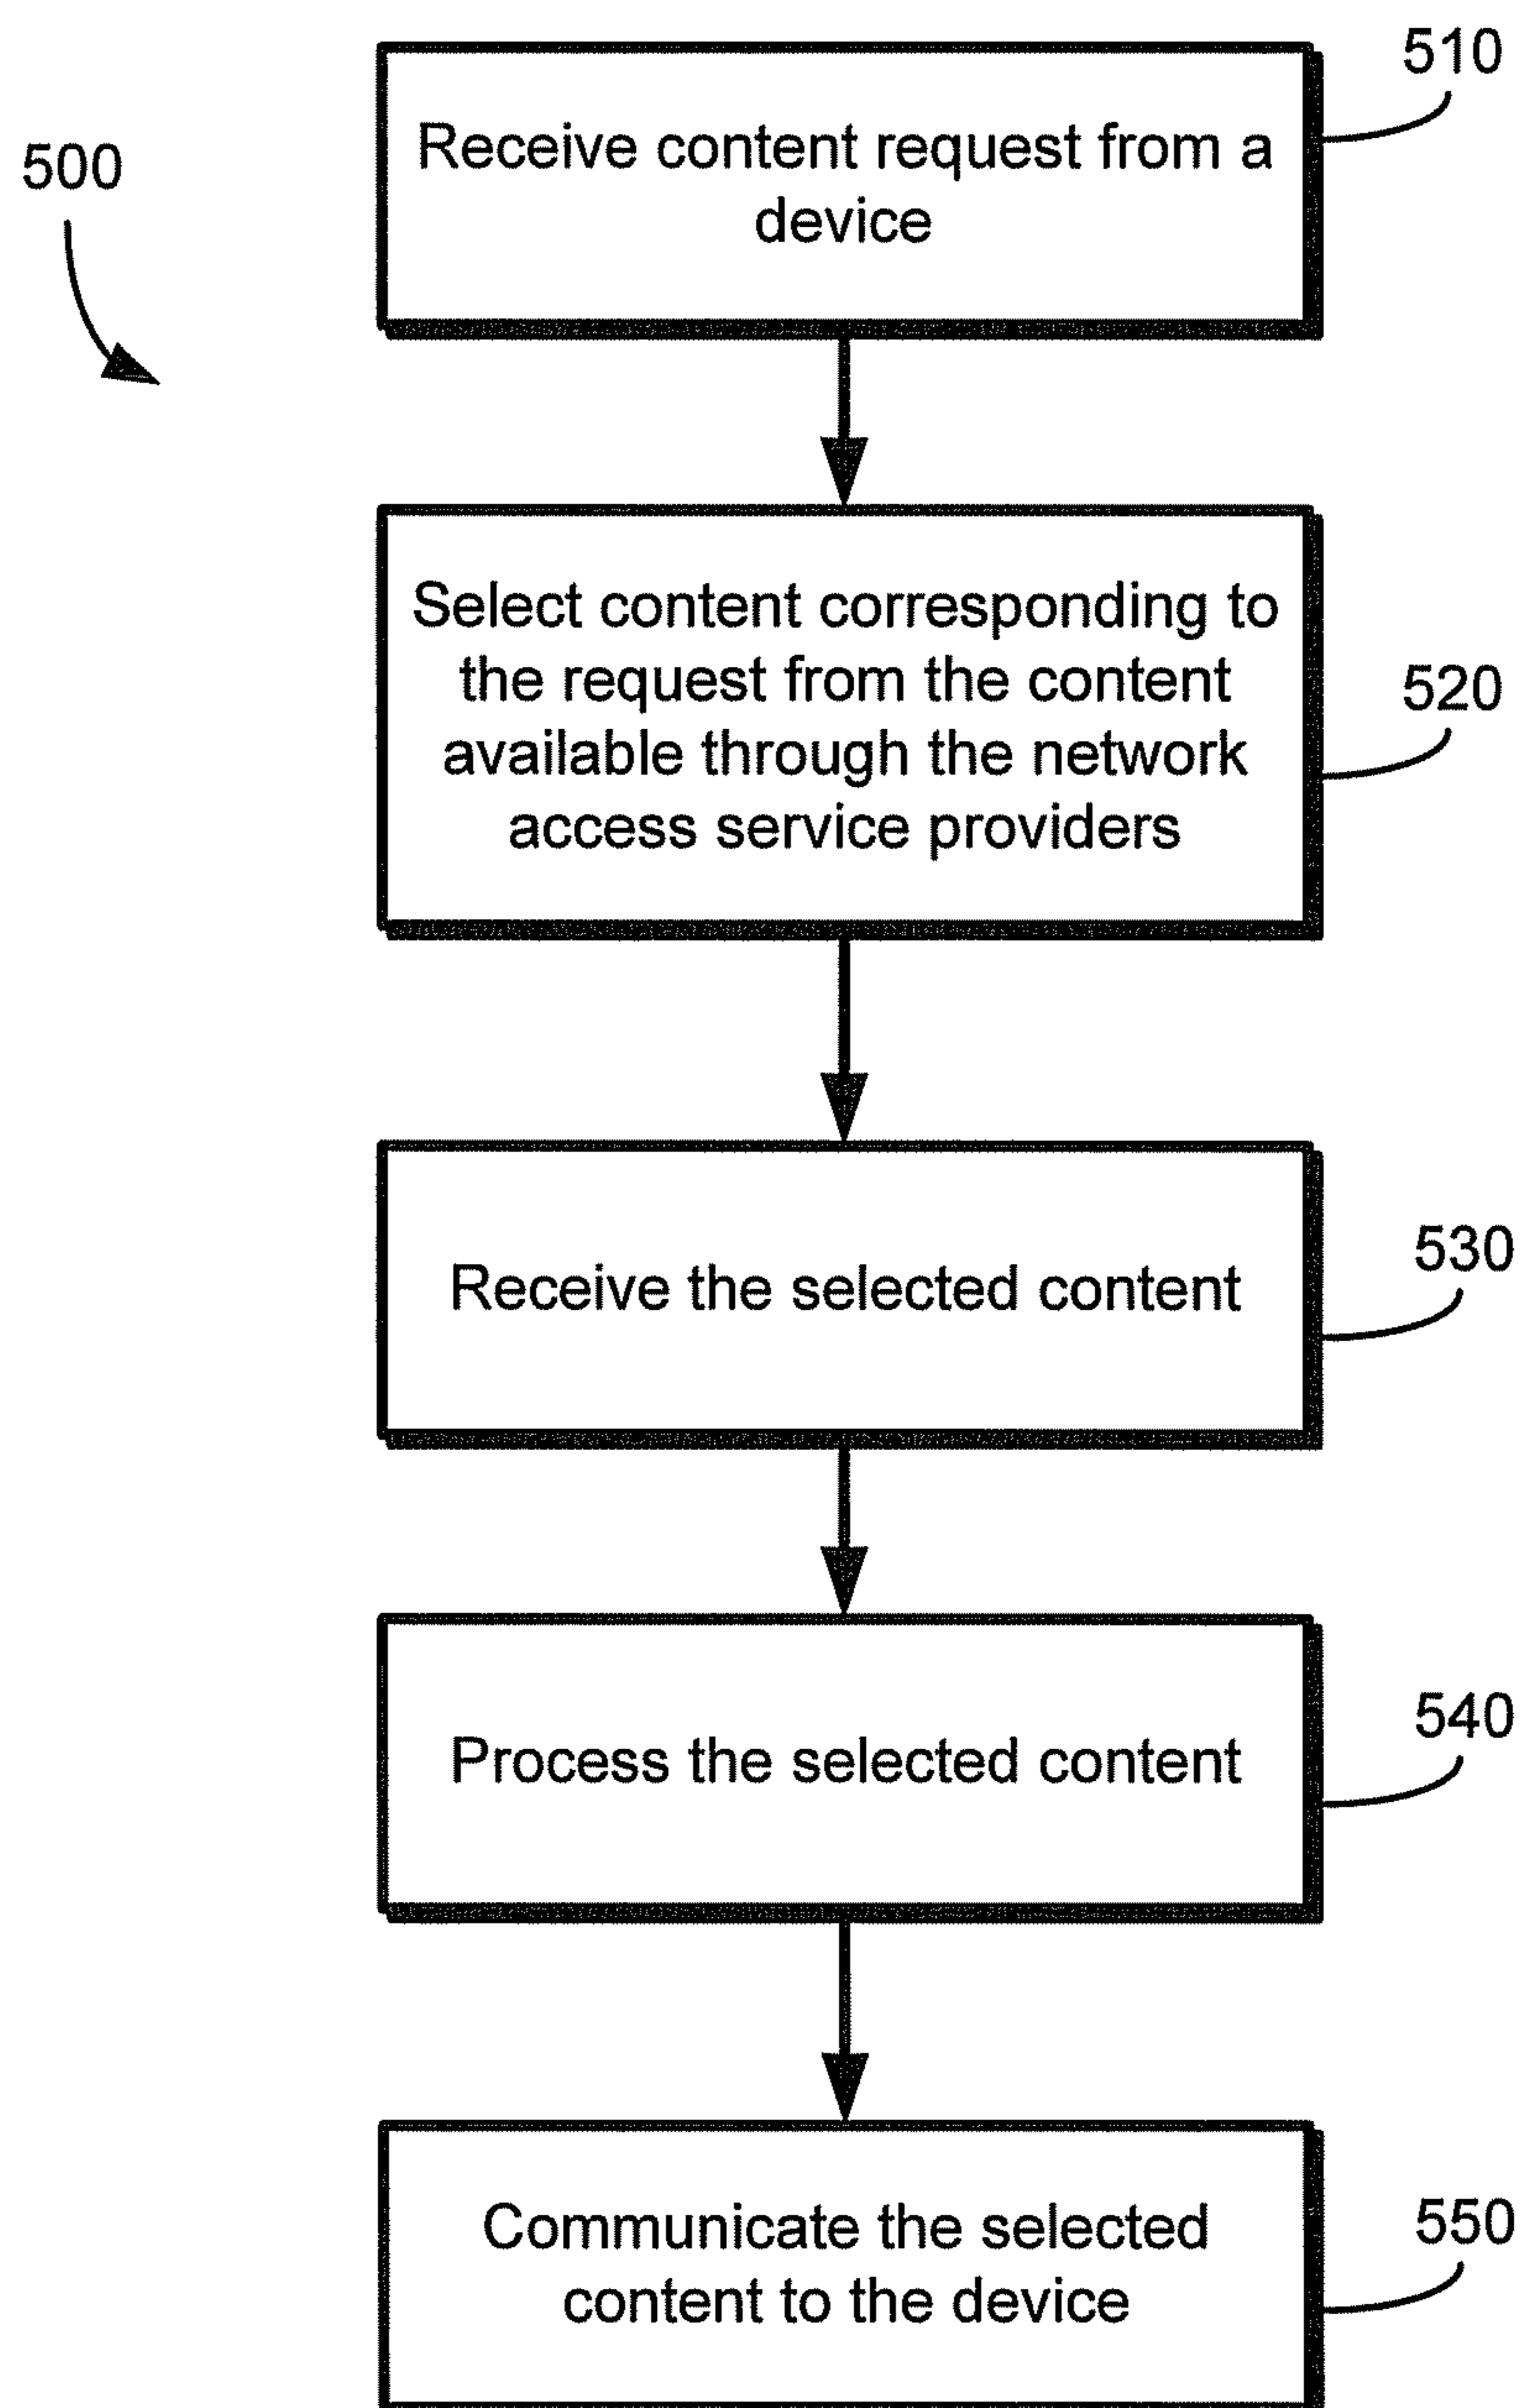 510
Receive content request from a
device
500
Select content corresponding to
the request from the content
available through the network
access service providers
520
Receive the selected content
530
Process the selected content
540
Communicate the selected
content to the device
550